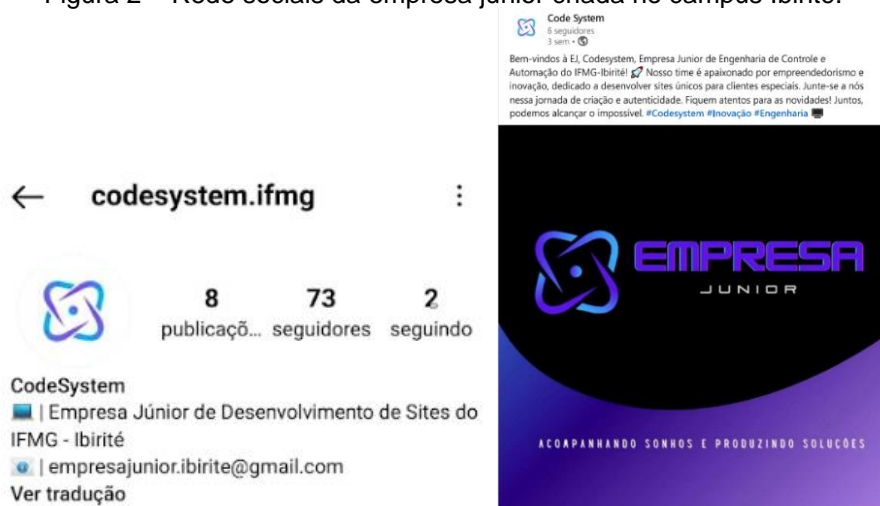 Figura 2 – Rede sociais da empresa júnior criada no campus Ibirité.
codesystem.ifmg
8
73
2
publicaçõ... seguidores seguindo
CodeSystem
| Empresa Júnior de Desenvolvimento de Sites do
IFMG - Ibirité
| empresajunior.ibirite@gmail.com
Ver tradução
Code System
6 seguidores
3 sem •
Bem-vindos à EJ, Codesystem, Empresa Junior de Engenharia de Controle e
Automação do IFMG-Ibirité! 🚀 Nosso time é apaixonado por empreendedorismo e
inovação, dedicado a desenvolver sites únicos para clientes especiais. Junte-se a nós
nessa jornada de criação e autenticidade. Fiquem atentos para as novidades! Juntos,
podemos alcançar o impossível. #Codesystem #Inovação #Engenharia 🖥️
EMPRESA
JUNIOR
ACOMPANHANDO SONHOS E PRODUZINDO SOLUÇÕES